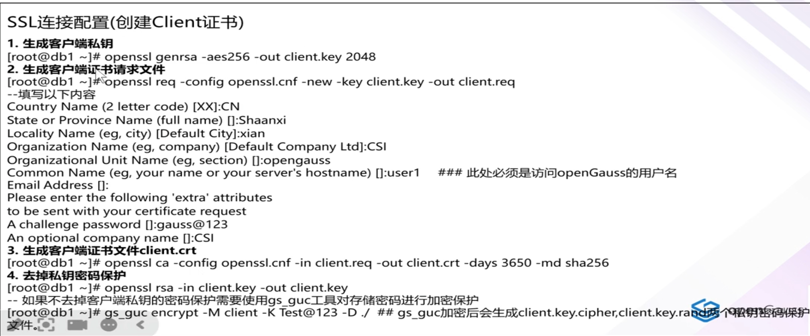 SSL连接配置(创建Client证书)
1. 生成客户端私钥
[root@db1 ~]# openssl genrsa -aes256 -out client.key 2048
2. 生成客户端证书请求文件
[root@db1 ~]# openssl req -config openssl.cnf -new -key client.key -out client.req
--填写以下内容
Country Name (2 letter code) [XX]:CN
State or Province Name (full name) []:Shaanxi
Locality Name (eg, city) [Default City]:xian
Organization Name (eg, company) [Default Company Ltd]:CSI
Organizational Unit Name (eg, section) []:opengauss
Common Name (eg, your name or your server's hostname) []:user1 ### 此处必须是访问openGauss的用户名
Email Address []:
Please enter the following 'extra' attributes
to be sent with your certificate request
A challenge password []:gauss@123
An optional company name []:CSI
3. 生成客户端证书文件client.crt
[root@db1 ~]# openssl ca -config openssl.cnf -in client.req -out client.crt -days 3650 -md sha256
4. 去掉私钥密码保护
[root@db1 ~]# openssl rsa -in client.key -out client.key
-- 如果不去掉客户端私钥的密码保护需要使用gs_guc工具对存储密码进行加密保护
[root@db1 ~]# gs_guc encrypt -M client -K Test@123 -D ./ ## gs_guc加密后会生成client.key.cipher,client.key.rand两个私钥密码保护
文件。